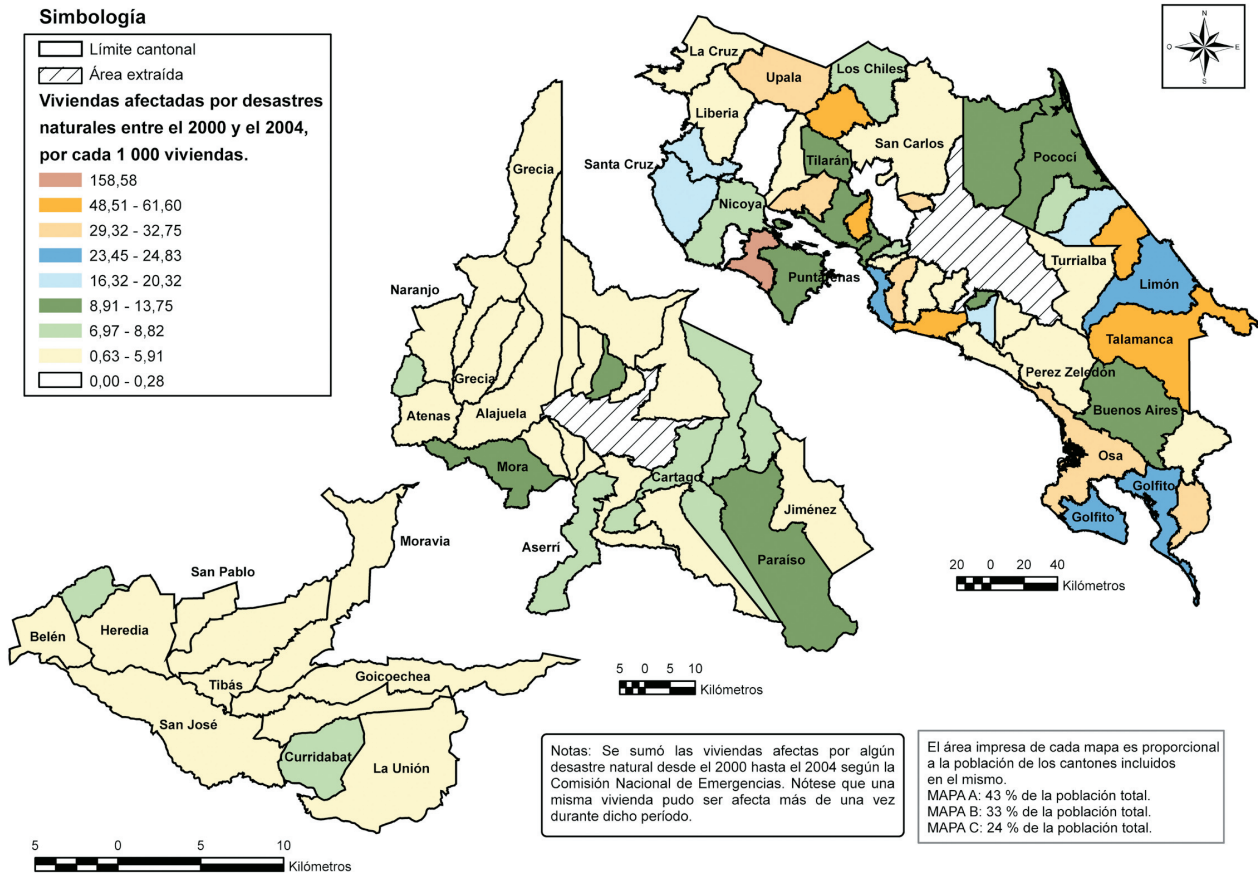 Simbología
Límite cantonal
Área extraída
Viviendas afectadas por desastres
naturales entre el 2000 y el 2004,
por cada 1 000 viviendas.
158,58
48,51 - 61,60
29,32 - 32,75
23,45 - 24,83
16,32 - 20,32
8,91 - 13,75
6,97 - 8,82
0,63 - 5,91
0,00 - 0,28
N
O
E
S
La Cruz
Upala
Los Chiles
Liberia
San Carlos
Santa Cruz
Tilarán
Pococi
Nicoya
Puntarenas
Turrialba
Limón
Talamanca
Perez Zeledón
Buenos Aires
Osa
Golfito
Golfito
20 0 20 40
Kilómetros
Grecia
Naranjo
Grecia
Atenas
Alajuela
Mora
Cartago
Jiménez
Aserrí
Paraíso
5 0 5 10
Kilómetros
Moravia
San Pablo
Belén
Heredia
Tibás
Goicoechea
San José
Curridabat
La Unión
5 0 5 10
Kilómetros
Notas: Se sumó las viviendas afectas por algún
desastre natural desde el 2000 hasta el 2004 según la
Comisión Nacional de Emergencias. Nótese que una
misma vivienda pudo ser afecta más de una vez
durante dicho período.
El área impresa de cada mapa es proporcional
a la población de los cantones incluidos
en el mismo.
MAPA A: 43 % de la población total.
MAPA B: 33 % de la población total.
MAPA C: 24 % de la población total.